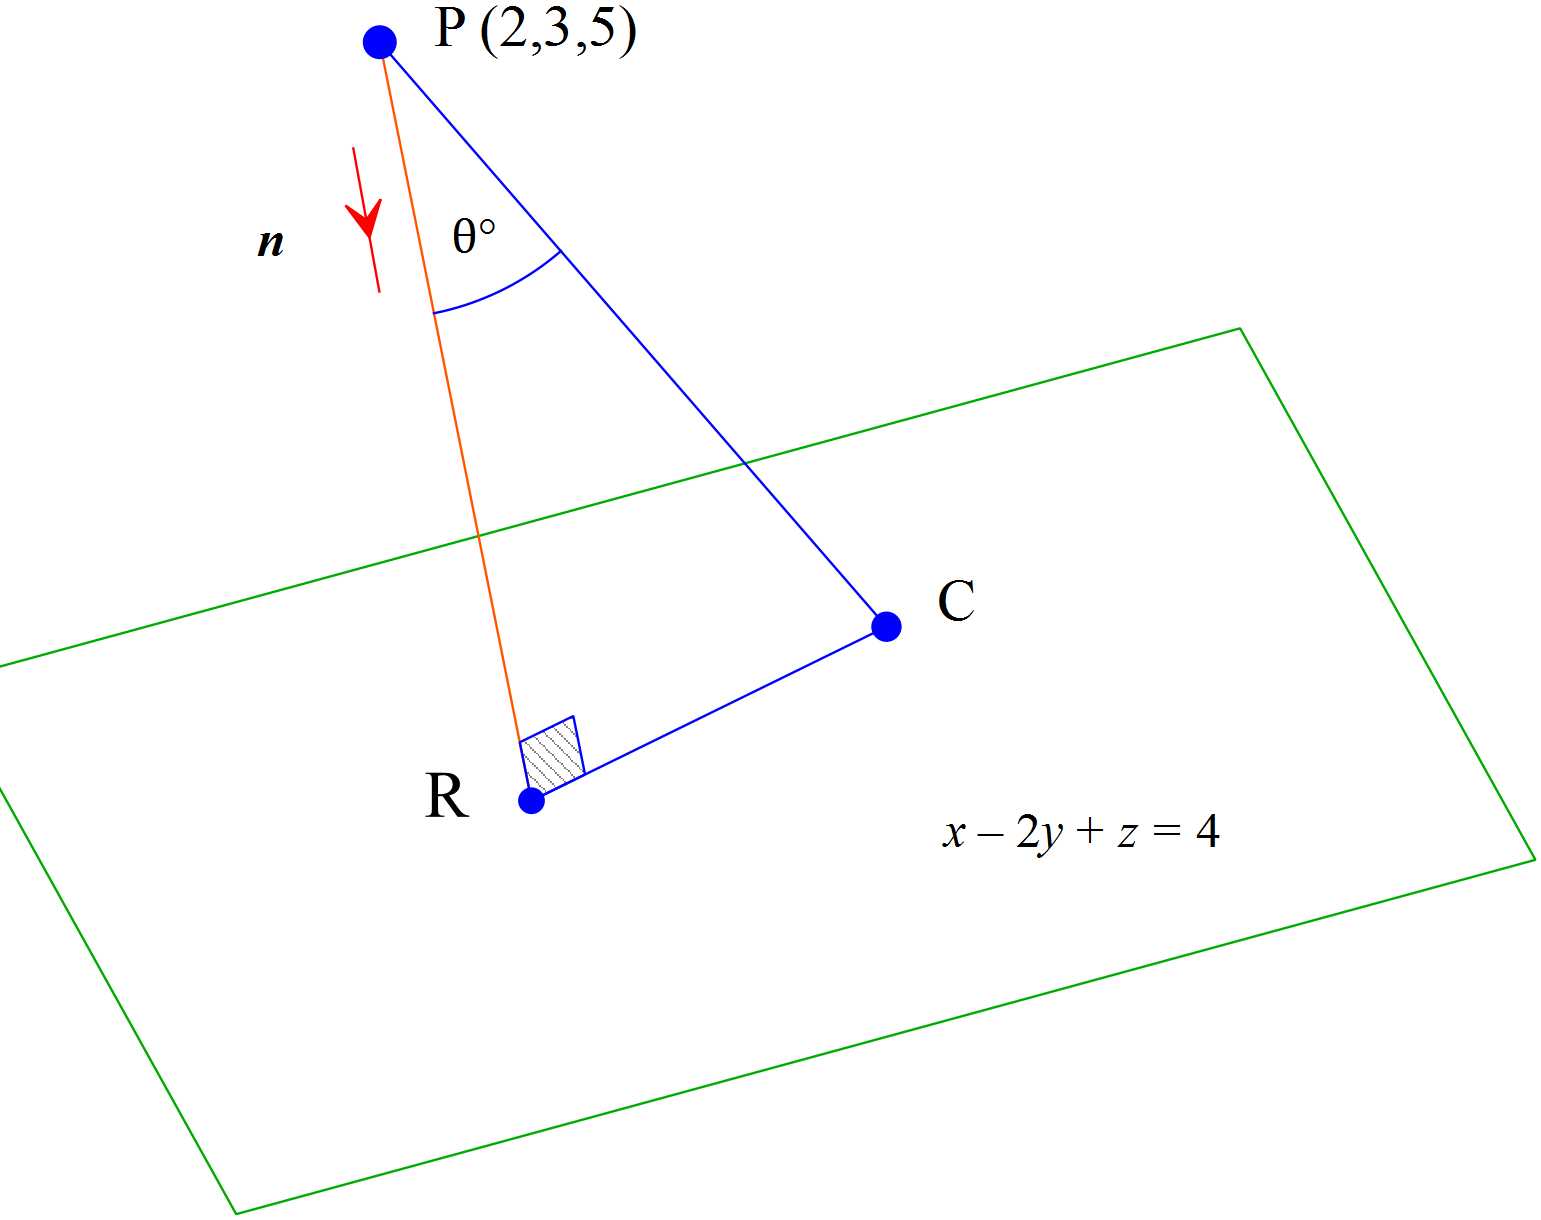 P (2,3,5)
n
θ°
C
R
x – 2y + z = 4